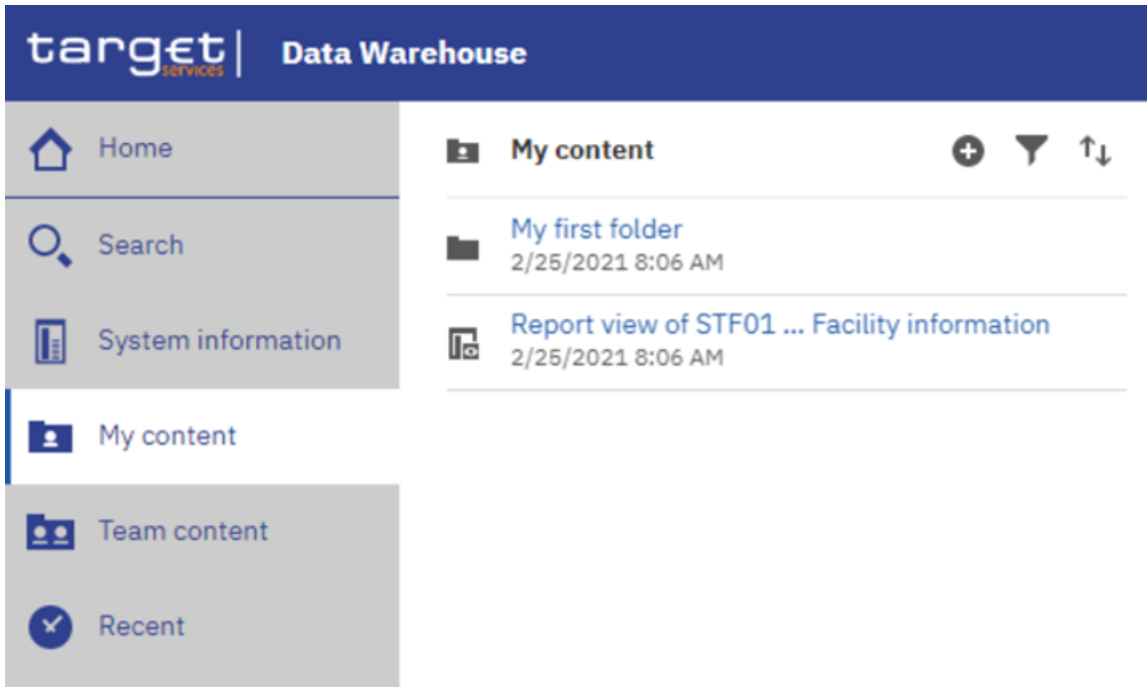 target services | Data Warehouse
Home
Search
System information
My content
Team content
Recent
My content
My first folder
2/25/2021 8:06 AM
Report view of STF01 ... Facility information
2/25/2021 8:06 AM